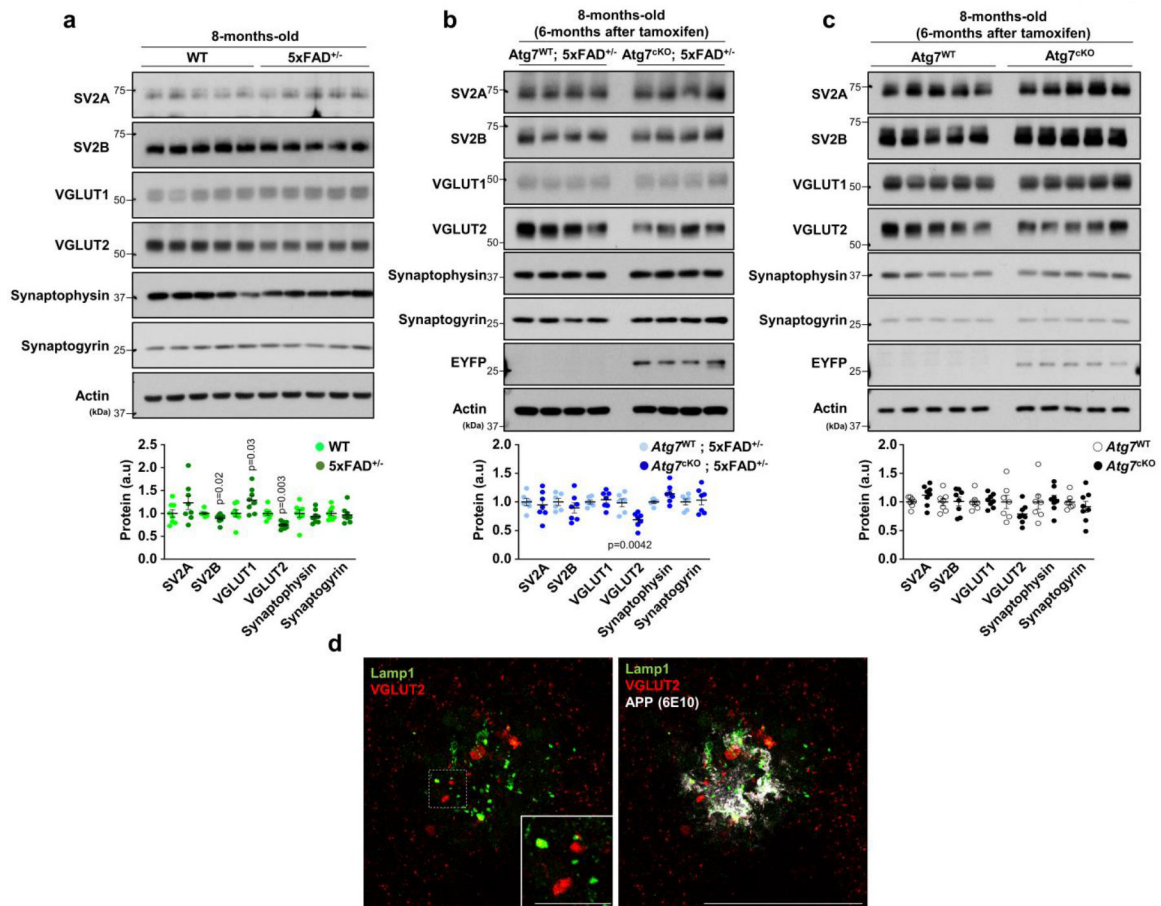 a
8-months-old
WT 5xFAD+/-
SV2A 75
SV2B 75
VGLUT1 50
VGLUT2 50
Synaptophysin 37
Synaptogyrin 25
Actin
(kDa) 37
Protein (a.u)
2.5
2.0
1.5
1.0
0.5
0.0
WT
5xFAD+/-
p=0.02
p=0.03
p=0.003
SV2A
SV2B
VGLUT1
VGLUT2
Synaptophysin
Synaptogyrin
b
8-months-old
(6-months after tamoxifen)
Atg7WT; 5xFAD+/- Atg7cKO; 5xFAD+/-
SV2A 75
SV2B 75
VGLUT1 50
VGLUT2 50
Synaptophysin 37
Synaptogyrin 25
EYFP 25
Actin
(kDa) 37
Protein (a.u)
2.0
1.5
1.0
0.5
0.0
Atg7WT ; 5xFAD+/-
Atg7cKO ; 5xFAD+/-
p=0.0042
SV2A
SV2B
VGLUT1
VGLUT2
Synaptophysin
Synaptogyrin
c
8-months-old
(6-months after tamoxifen)
Atg7WT Atg7cKO
SV2A 75
SV2B 75
VGLUT1 50
VGLUT2 50
Synaptophysin 37
Synaptogyrin 25
EYFP 25
Actin
(kDa) 37
Protein (a.u)
2.0
1.5
1.0
0.5
0.0
Atg7WT
Atg7cKO
SV2A
SV2B
VGLUT1
VGLUT2
Synaptophysin
Synaptogyrin
d
Lamp1
VGLUT2
Lamp1
VGLUT2
APP (6E10)